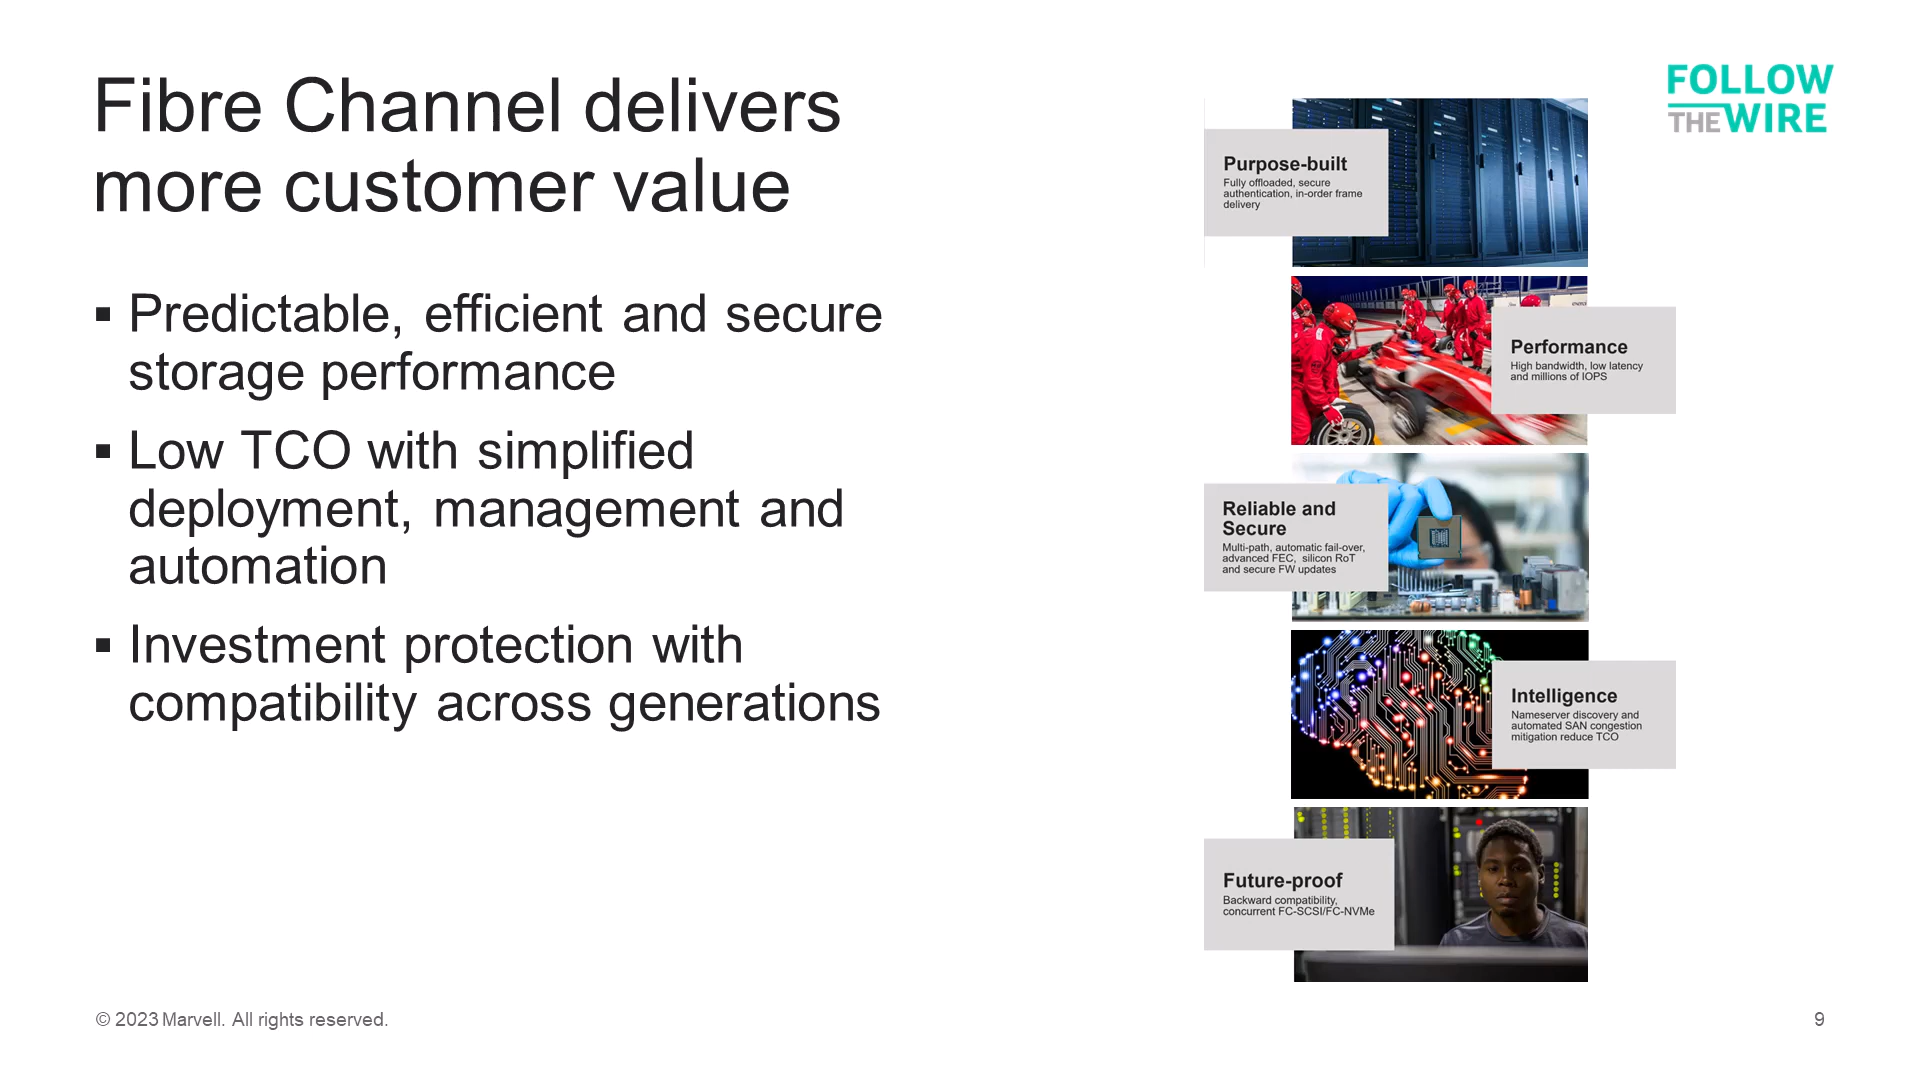 Fibre Channel delivers
more customer value
▪ Predictable, efficient and secure
storage performance
▪ Low TCO with simplified
deployment, management and
automation
▪ Investment protection with
compatibility across generations
FOLLOW
THE WIRE
Purpose-built
Fully offloaded, secure
authentication, in-order frame
delivery
Performance
High bandwidth, low latency
and millions of IOPS
Reliable and
Secure
Multi-path, automatic fail-over,
advanced FEC, silicon RoT
and secure FW updates
Intelligence
Nameserver discovery and
automated SAN congestion
mitigation reduce TCO
Future-proof
Backward compatibility,
concurrent FC-SCSI/FC-NVMe
© 2023 Marvell. All rights reserved.
9